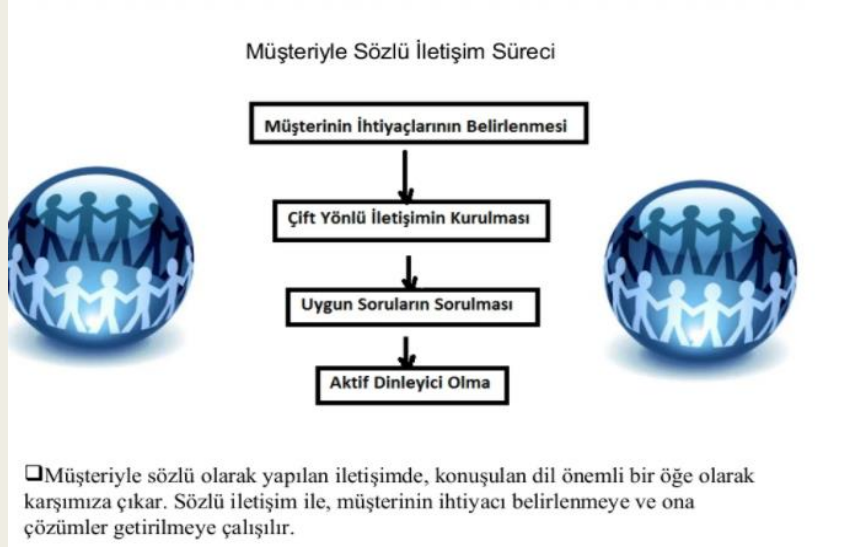 Müşteriyle Sözlü İletişim Süreci
Müşterinin İhtiyaçlarının Belirlenmesi
Çift Yönlü İletişimin Kurulması
Uygun Soruların Sorulması
Aktif Dinleyici Olma
❑Müşteriyle sözlü olarak yapılan iletişimde, konuşulan dil önemli bir öğe olarak
karşımıza çıkar. Sözlü iletişim ile, müşterinin ihtiyacı belirlenmeye ve ona
çözümler getirilmeye çalışılır.